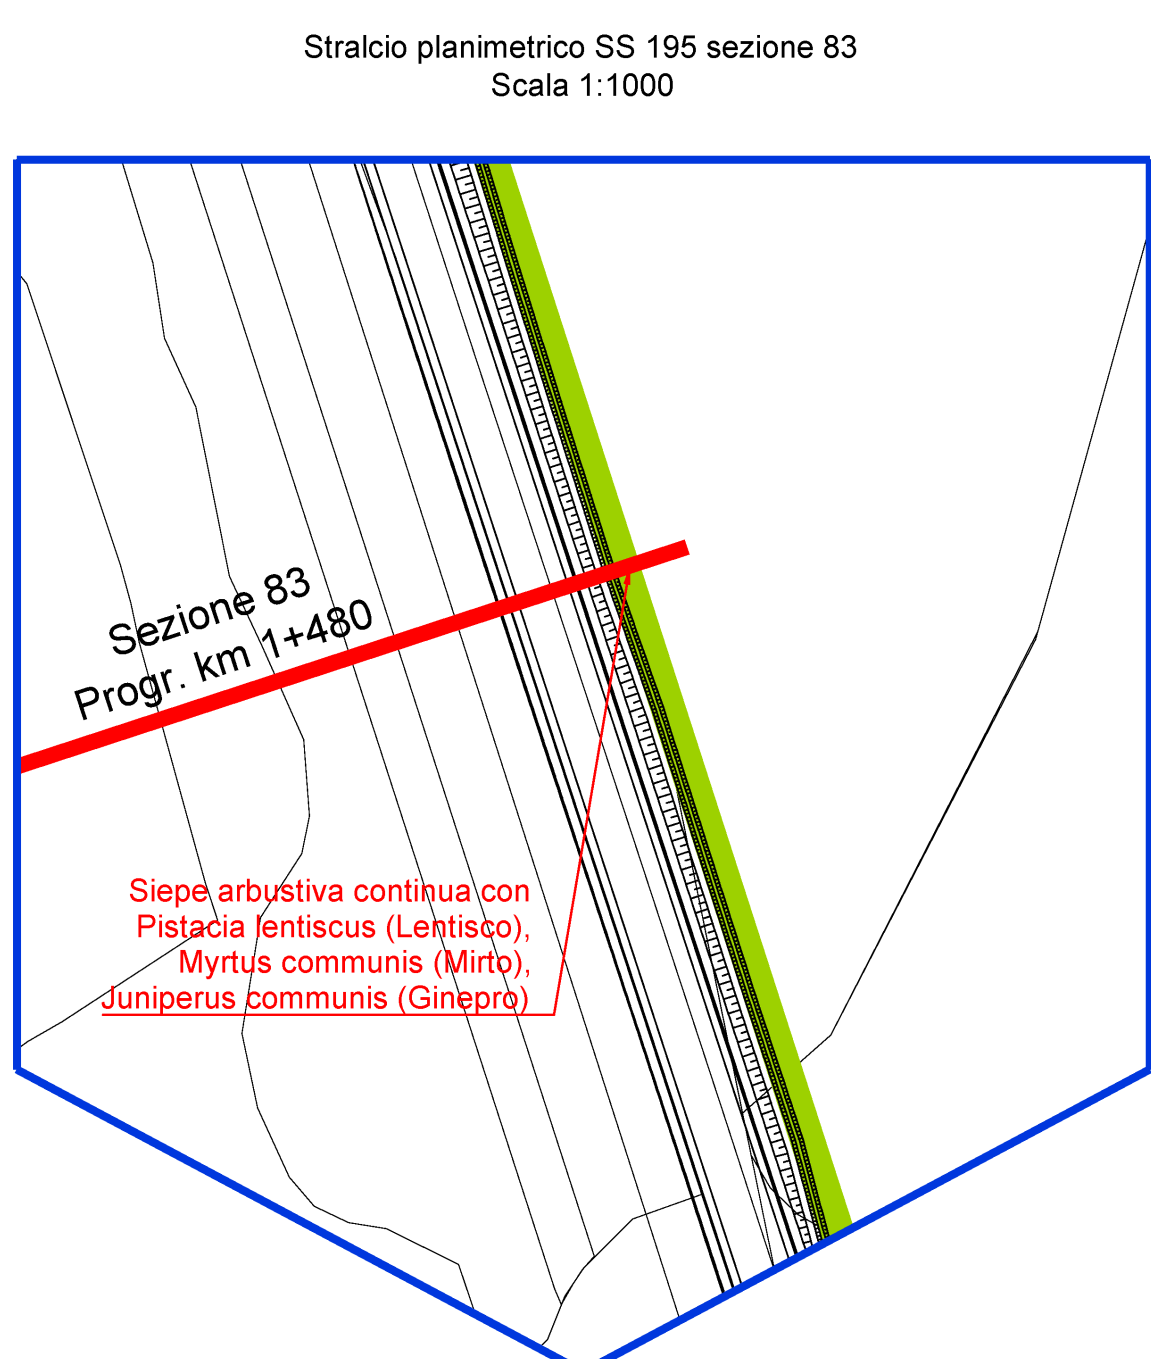 Stralcio planimetrico SS 195 sezione 83
Scala 1:1000
Sezione 83
Progr. km 1+480
Siepe arbustiva continua con
Pistacia lentiscus (Lentisco),
Myrtus communis (Mirto),
Juniperus communis (Ginepro)